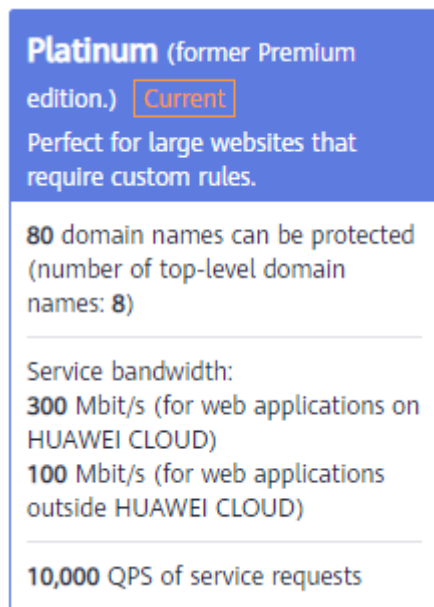 Platinum (former Premium
edition.) Current
Perfect for large websites that
require custom rules.
80 domain names can be protected
(number of top-level domain
names: 8)
Service bandwidth:
300 Mbit/s (for web applications on
HUAWEI CLOUD)
100 Mbit/s (for web applications
outside HUAWEI CLOUD)
10,000 QPS of service requests